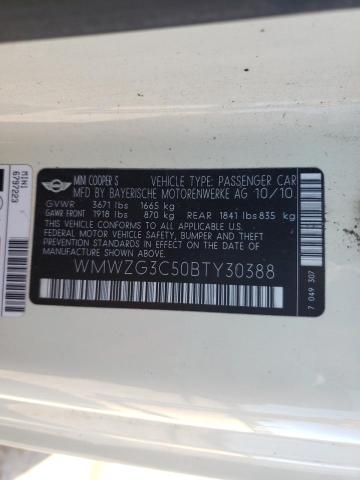 MINI COOPER S
VEHICLE TYPE: PASSENGER CAR
MFD BY BAYERISCHE MOTORENWERKE AG 10/10
GVWR 3671 lbs 1665 kg
GAWR FRONT 1918 lbs 870 kg REAR 1841 lbs 835 kg
THIS VEHICLE CONFORMS TO ALL APPLICABLE
FEDERAL MOTOR VEHICLE SAFETY,
BUMPER, AND THEFT PREVENTION
STANDARDS IN EFFECT ON THE DATE
OF MANUFACTURE SHOWN ABOVE.
WMWZG3C50BTY30388
7 049 307
MINI
6797223